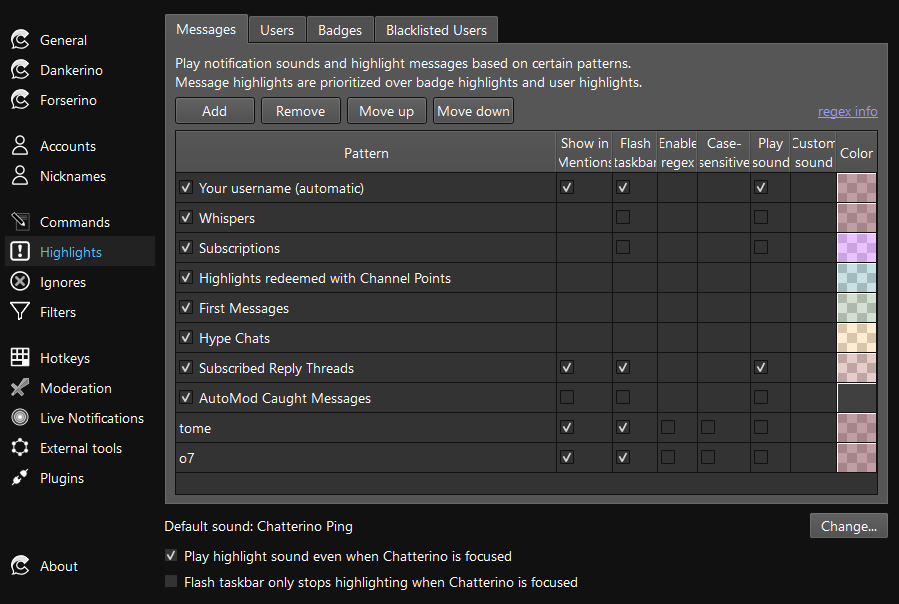 General
Dankerino
Forserino
Accounts
Nicknames
Commands
Highlights
Ignores
Filters
Hotkeys
Moderation
Live Notifications
External tools
Plugins
About
Messages Users Badges Blacklisted Users
Play notification sounds and highlight messages based on certain patterns.
Message highlights are prioritized over badge highlights and user highlights.
Add Remove Move up Move down regex info
Pattern
Show in
Mentions
Flash
taskbar
Enable
regex
Case-
sensitive
Play
sound
Custom
sound
Color
Your username (automatic)
Whispers
Subscriptions
Highlights redeemed with Channel Points
First Messages
Hype Chats
Subscribed Reply Threads
AutoMod Caught Messages
tome
o7
Default sound: Chatterino Ping Change...
Play highlight sound even when Chatterino is focused
Flash taskbar only stops highlighting when Chatterino is focused